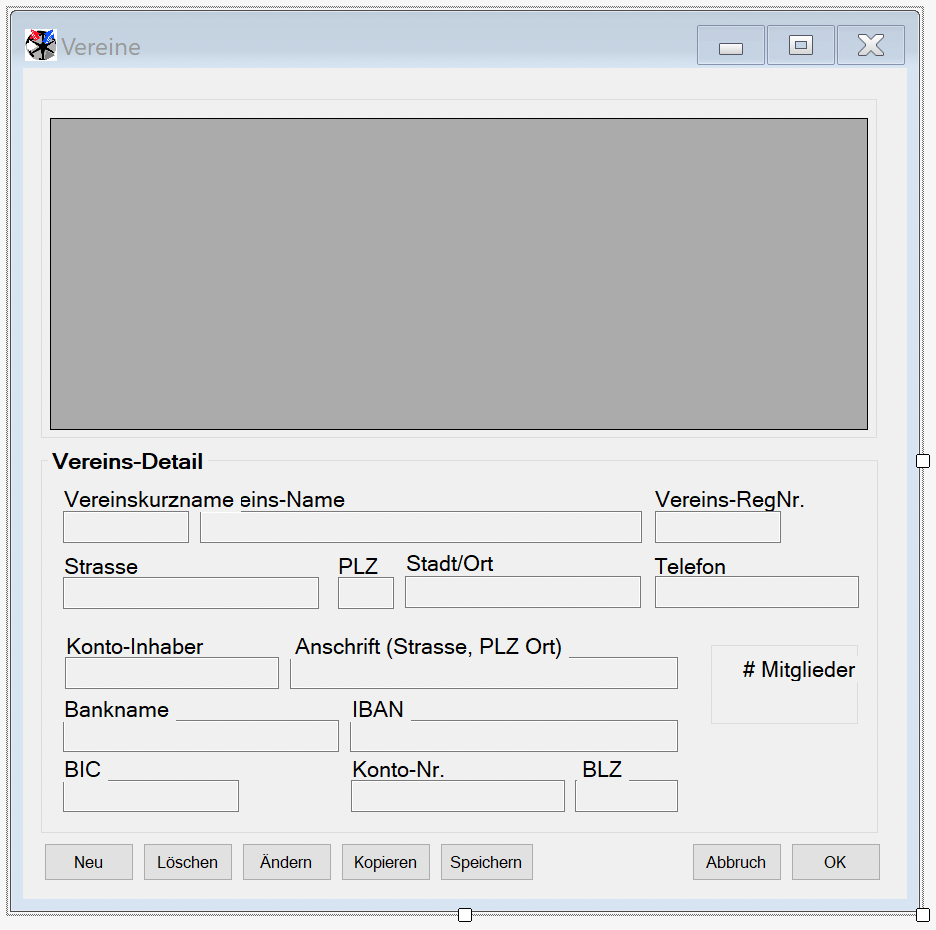 Vereine
Vereins-Detail
Vereinskurzname eins-Name Vereins-RegNr.
Strasse PLZ Stadt/Ort Telefon
Konto-Inhaber Anschrift (Strasse, PLZ Ort)
# Mitglieder
Bankname IBAN
BIC Konto-Nr. BLZ
Neu Löschen Ändern Kopieren Speichern Abbruch OK